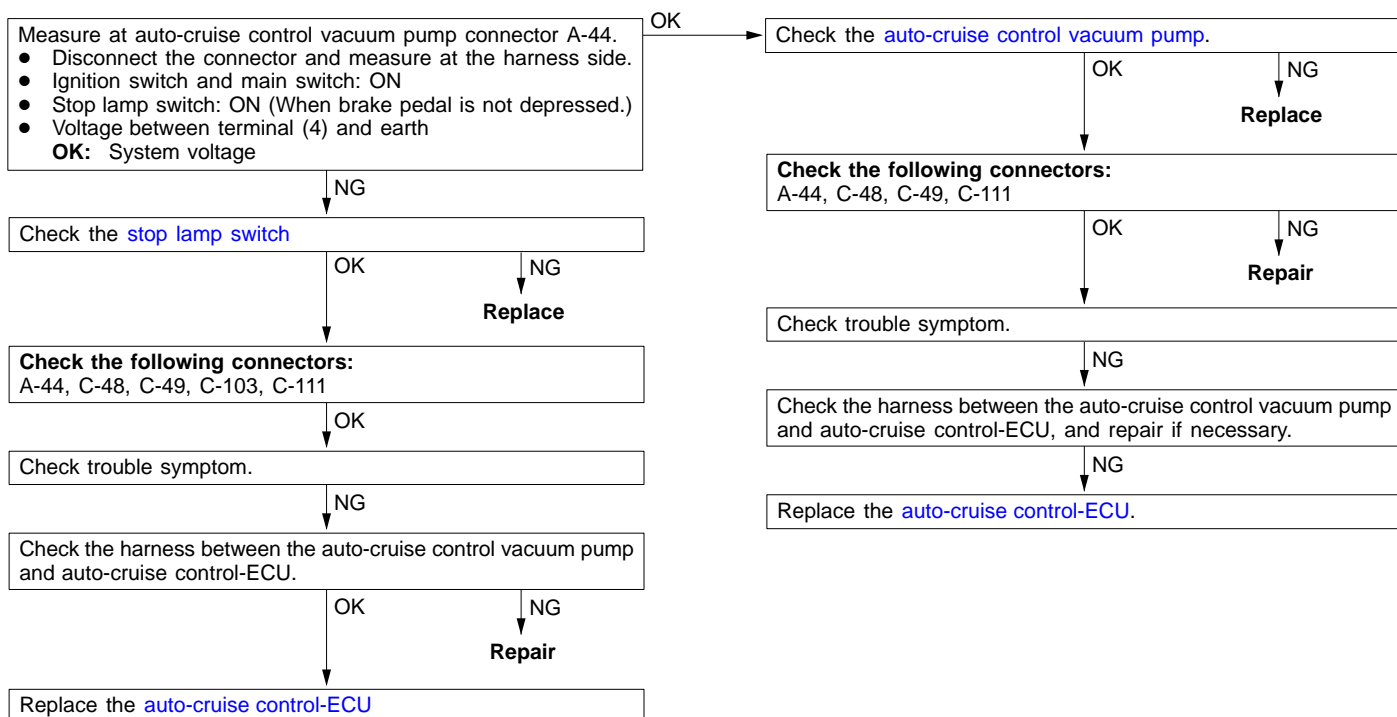 Measure at auto-cruise control vacuum pump connector A-44.
● Disconnect the connector and measure at the harness side.
● Ignition switch and main switch: ON
● Stop lamp switch: ON (When brake pedal is not depressed.)
● Voltage between terminal (4) and earth
OK: System voltage
NG
Check the stop lamp switch
OK
NG
Replace
Check the following connectors:
A-44, C-48, C-49, C-103, C-111
OK
Check trouble symptom.
NG
Check the harness between the auto-cruise control vacuum pump
and auto-cruise control-ECU.
OK
NG
Repair
Replace the auto-cruise control-ECU
OK
Check the auto-cruise control vacuum pump.
OK
NG
Replace
Check the following connectors:
A-44, C-48, C-49, C-111
OK
NG
Repair
Check trouble symptom.
NG
Check the harness between the auto-cruise control vacuum pump
and auto-cruise control-ECU, and repair if necessary.
NG
Replace the auto-cruise control-ECU.